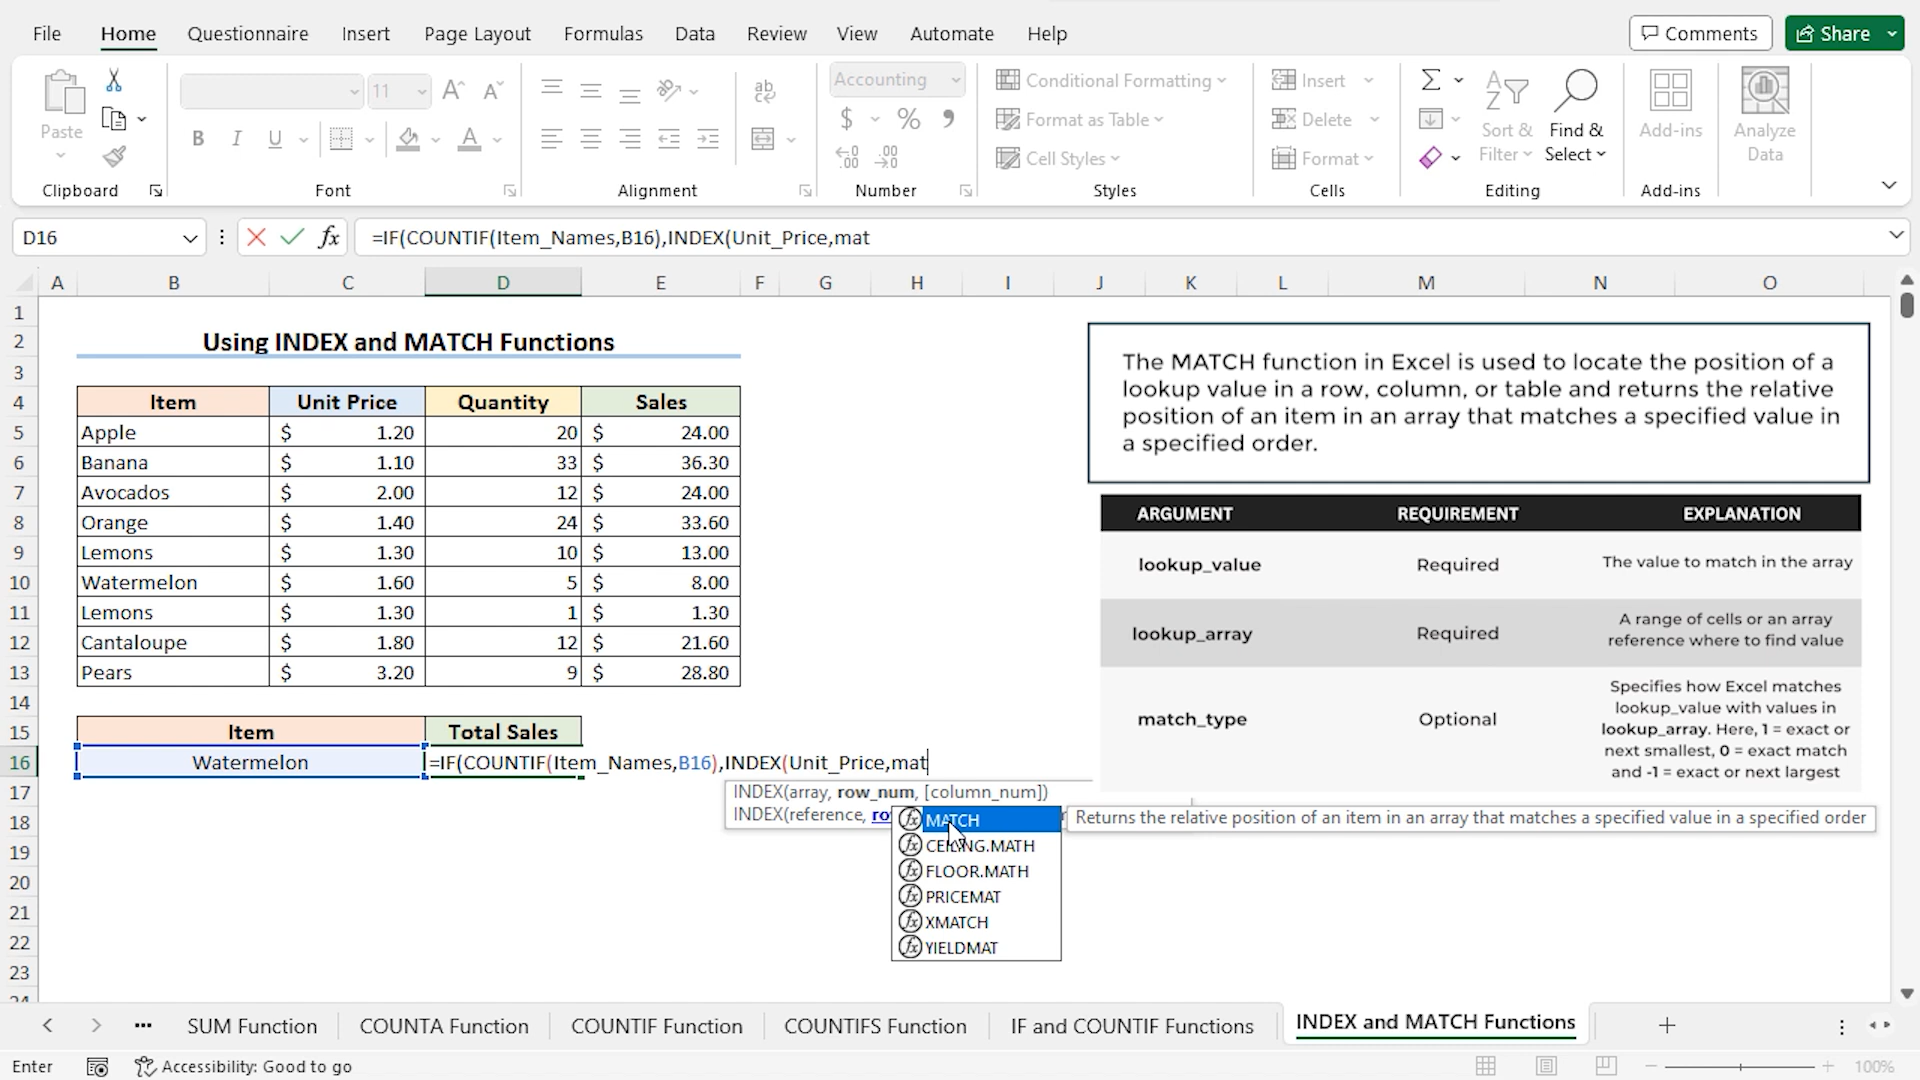 File Home Questionnaire Insert Page Layout Formulas Data Review View Automate Help Comments Share
Paste
11
B I U
Accounting
$ % 9
Conditional Formatting
Format as Table
Cell Styles
Insert
Delete
Format
Sort & Filter
Find & Select
Add-ins
Analyze Data
Clipboard Font Alignment Number Styles Cells Editing Add-ins
D16 fx =IF(COUNTIF(Item_Names,B16),INDEX(Unit_Price,mat
A B C D E F G H I J K L M N O
1
2 Using INDEX and MATCH Functions
3
4 Item Unit Price Quantity Sales
5 Apple $ 1.20 20 $ 24.00
6 Banana $ 1.10 33 $ 36.30
7 Avocados $ 2.00 12 $ 24.00
8 Orange $ 1.40 24 $ 33.60
9 Lemons $ 1.30 10 $ 13.00
10 Watermelon $ 1.60 5 $ 8.00
11 Lemons $ 1.30 1 $ 1.30
12 Cantaloupe $ 1.80 12 $ 21.60
13 Pears $ 3.20 9 $ 28.80
14
15 Item Total Sales
16 Watermelon =IF(COUNTIF(Item_Names,B16),INDEX(Unit_Price,mat
17
18
19
20
21
22
23
The MATCH function in Excel is used to locate the position of a
lookup value in a row, column, or table and returns the relative
position of an item in an array that matches a specified value in
a specified order.
ARGUMENT REQUIREMENT EXPLANATION
lookup_value Required The value to match in the array
lookup_array Required A range of cells or an array
reference where to find value
match_type Optional Specifies how Excel matches
lookup_value with values in
lookup_array. Here, 1 = exact or
next smallest, 0 = exact match
and -1 = exact or next largest
INDEX(array, row_num, [column_num])
INDEX(reference,
MATCH
CEILING.MATH
FLOOR.MATH
PRICEMAT
XMATCH
YIELDMAT
Returns the relative position of an item in an array that matches a specified value in a specified order
SUM Function COUNTA Function COUNTIF Function COUNTIFS Function IF and COUNTIF Functions INDEX and MATCH Functions
Enter Accessibility: Good to go 100%